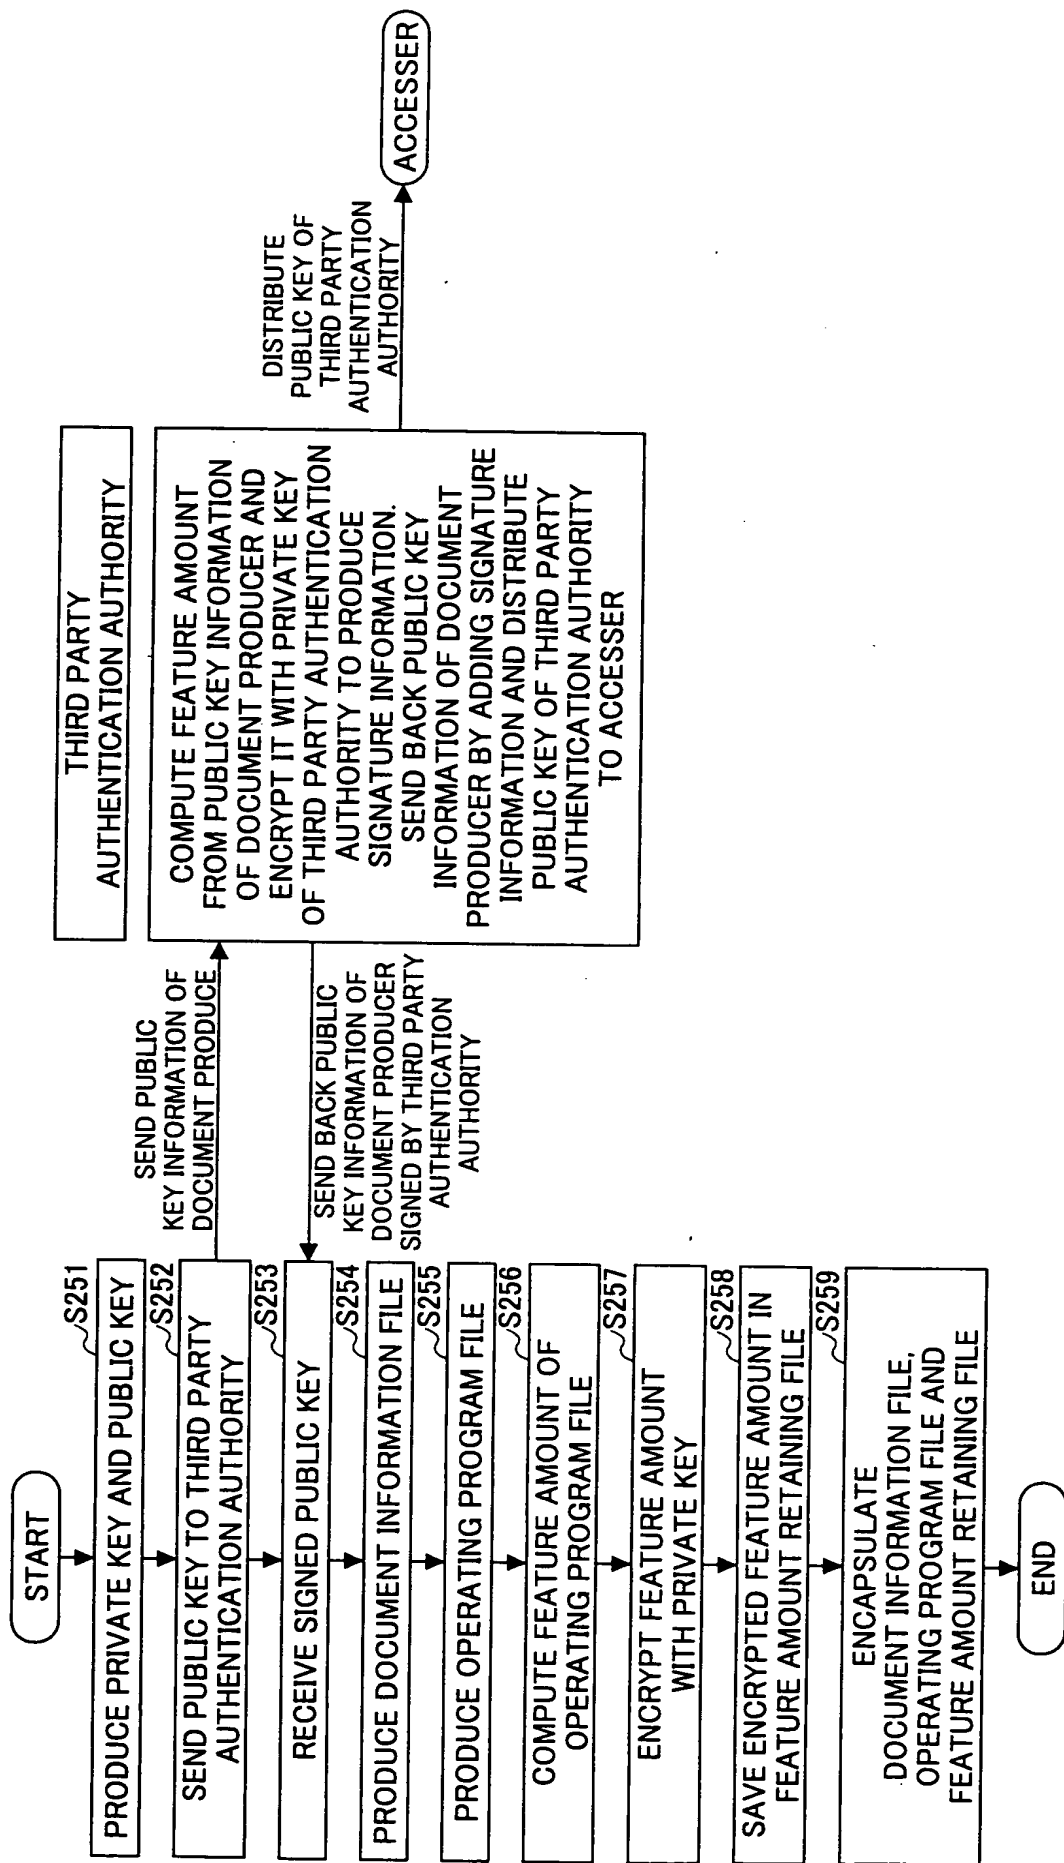 START
S251
PRODUCE PRIVATE KEY AND PUBLIC KEY
S252
SEND PUBLIC KEY TO THIRD PARTY
AUTHENTICATION AUTHORITY
S253
RECEIVE SIGNED PUBLIC KEY
S254
PRODUCE DOCUMENT INFORMATION FILE
S255
PRODUCE OPERATING PROGRAM FILE
S256
COMPUTE FEATURE AMOUNT OF
OPERATING PROGRAM FILE
S257
ENCRYPT FEATURE AMOUNT
WITH PRIVATE KEY
S258
SAVE ENCRYPTED FEATURE AMOUNT IN
FEATURE AMOUNT RETAINING FILE
S259
ENCAPSULATE
DOCUMENT INFORMATION FILE,
OPERATING PROGRAM FILE AND
FEATURE AMOUNT RETAINING FILE
END
SEND PUBLIC
KEY INFORMATION OF
DOCUMENT PRODUCE
SEND BACK PUBLIC
KEY INFORMATION OF
DOCUMENT PRODUCER
SIGNED BY THIRD PARTY
AUTHENTICATION
AUTHORITY
THIRD PARTY
AUTHENTICATION AUTHORITY
COMPUTE FEATURE AMOUNT
FROM PUBLIC KEY INFORMATION
OF DOCUMENT PRODUCER AND
ENCRYPT IT WITH PRIVATE KEY
OF THIRD PARTY AUTHENTICATION
AUTHORITY TO PRODUCE
SIGNATURE INFORMATION.
SEND BACK PUBLIC KEY
INFORMATION OF DOCUMENT
PRODUCER BY ADDING SIGNATURE
INFORMATION AND DISTRIBUTE
PUBLIC KEY OF THIRD PARTY
AUTHENTICATION AUTHORITY
TO ACCESSER
DISTRIBUTE
PUBLIC KEY OF
THIRD PARTY
AUTHENTICATION
AUTHORITY
ACCESSER